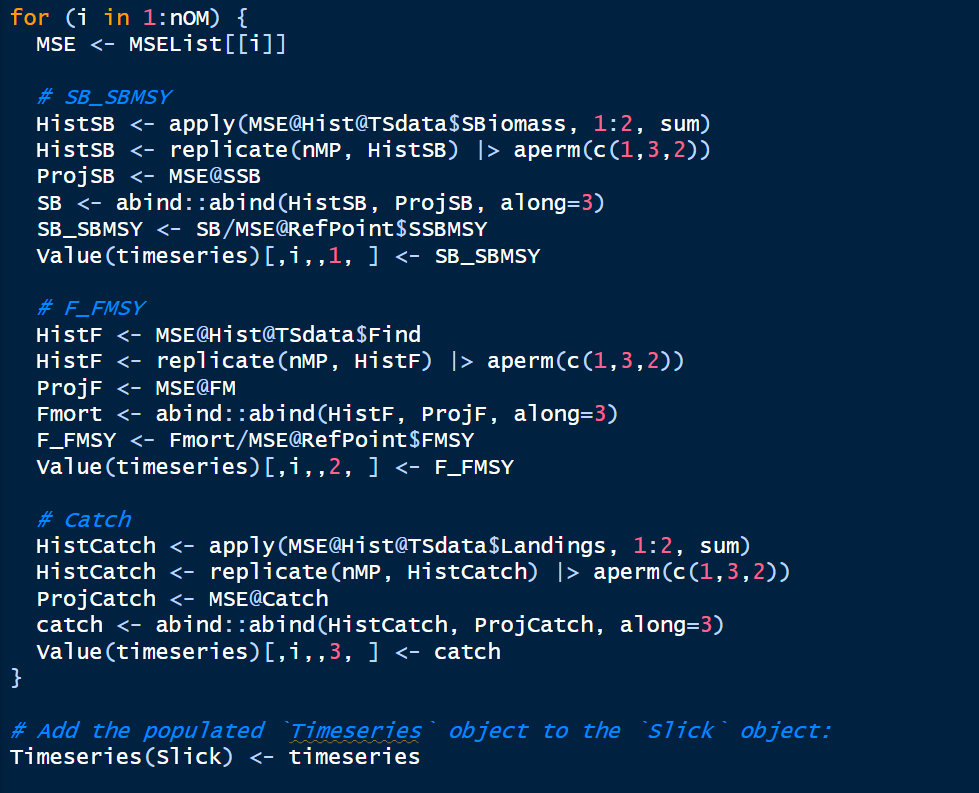 for (i in 1:nOM) {
  MSE <- MSEList[[i]]

  # SB_SBMSY
  HistSB <- apply(MSE@Hist@TSdata$SBiomass, 1:2, sum)
  HistSB <- replicate(nMP, HistSB) |> aperm(c(1,3,2))
  ProjSB <- MSE@SSB
  SB <- abind::abind(HistSB, ProjSB, along=3)
  SB_SBMSY <- SB/MSE@RefPoint$SSBMSY
  Value(timeseries)[,i,,1, ] <- SB_SBMSY

  # F_FMSY
  HistF <- MSE@Hist@TSdata$Find
  HistF <- replicate(nMP, HistF) |> aperm(c(1,3,2))
  ProjF <- MSE@FM
  Fmort <- abind::abind(HistF, ProjF, along=3)
  F_FMSY <- Fmort/MSE@RefPoint$FMSY
  Value(timeseries)[,i,,2, ] <- F_FMSY

  # Catch
  HistCatch <- apply(MSE@Hist@TSdata$Landings, 1:2, sum)
  HistCatch <- replicate(nMP, HistCatch) |> aperm(c(1,3,2))
  ProjCatch <- MSE@Catch
  catch <- abind::abind(HistCatch, ProjCatch, along=3)
  Value(timeseries)[,i,,3, ] <- catch
}

# Add the populated `Timeseries` object to the `Slick` object:
Timeseries(Slick) <- timeseries